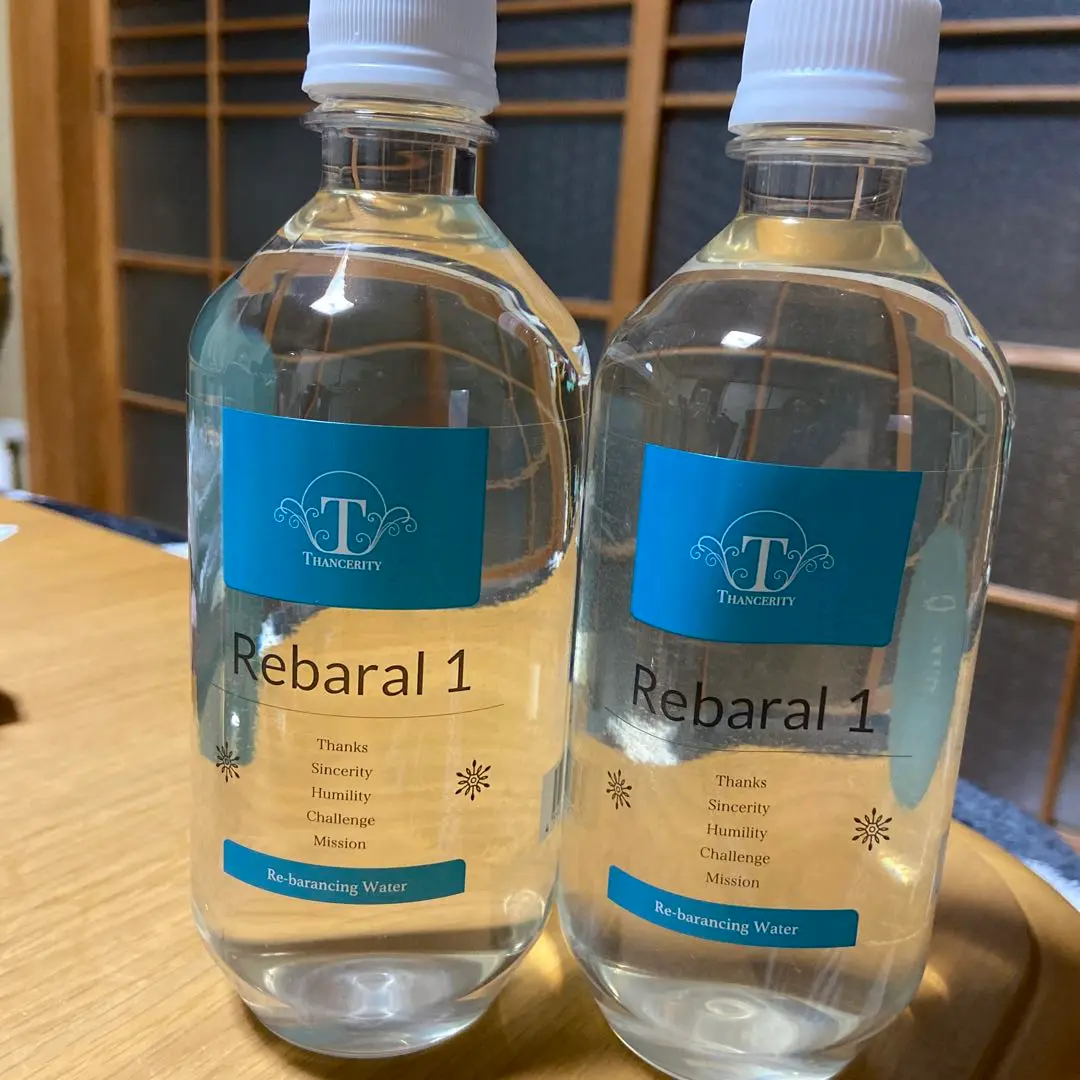 T
THANCERITY
Rebaral 1
Thanks
Sincerity
Humility
Challenge
Mission
Re-barancing Water
T
THANCERITY
Rebaral 1
Thanks
Sincerity
Humility
Challenge
Mission
Re-barancing Water